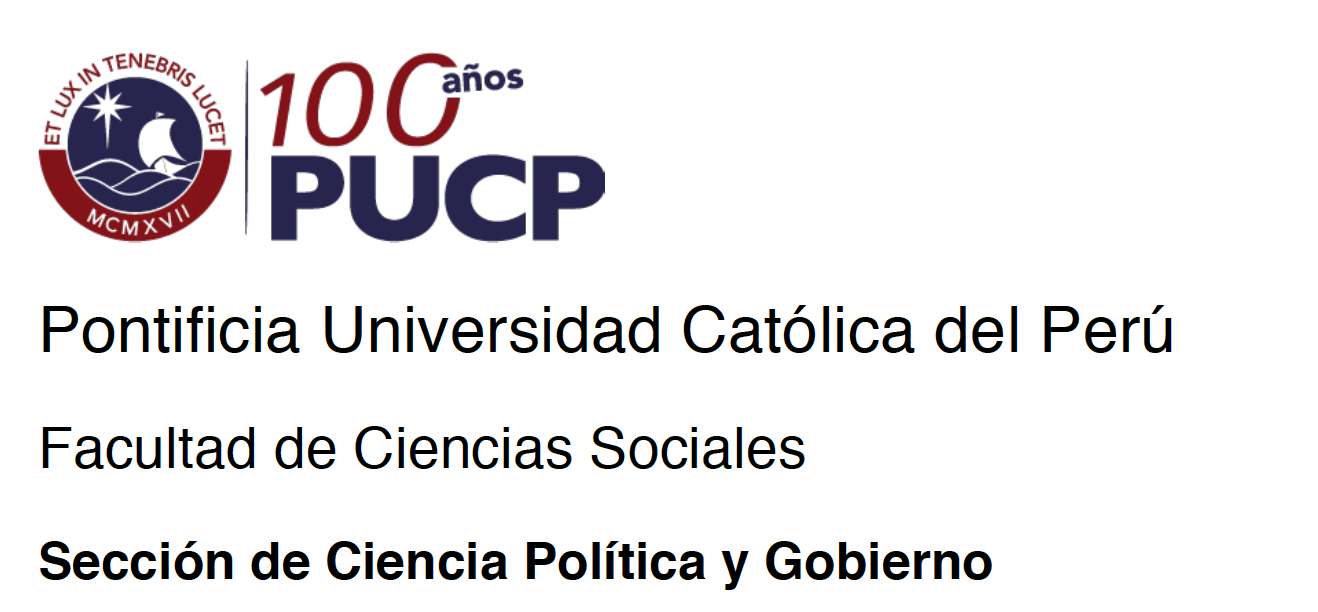 ET LUX IN TENEBRIS LUCET
MCMXVII
100 años
PUCP
Pontificia Universidad Católica del Perú
Facultad de Ciencias Sociales
Sección de Ciencia Política y Gobierno